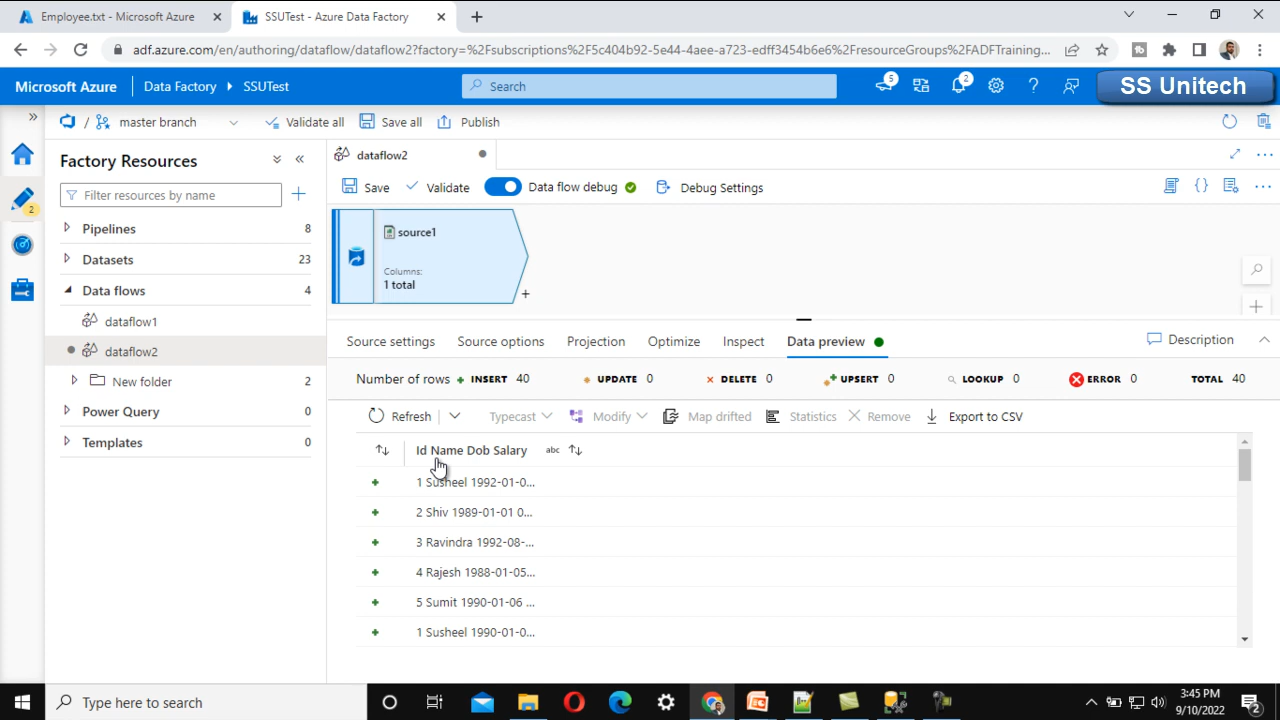 Employee.txt - Microsoft Azure
SSUTest - Azure Data Factory
adf.azure.com/en/authoring/dataflow/dataflow2?factory=%2Fsubscriptions%2F5c404b92-5e44-4aee-a723-edff3454b6e6%2FresourceGroups%2FADFTraining...
Microsoft Azure
Data Factory
SSUTest
Search
5
2
SS Unitech
/ master branch
Validate all
Save all
Publish
Factory Resources
Filter resources by name
2
Pipelines 8
Datasets 23
Data flows 4
dataflow1
dataflow2
New folder 2
Power Query 0
Templates 0
dataflow2
Save
Validate
Data flow debug
Debug Settings
source1
Columns:
1 total
Source settings
Source options
Projection
Optimize
Inspect
Data preview
Description
Number of rows + INSERT 40 UPDATE 0 DELETE 0 UPSERT 0 LOOKUP 0 ERROR 0 TOTAL 40
Refresh
Typecast
Modify
Map drifted
Statistics
Remove
Export to CSV
Id Name Dob Salary abc
1 Susheel 1992-01-0...
2 Shiv 1989-01-01 0...
3 Ravindra 1992-08-...
4 Rajesh 1988-01-05...
5 Sumit 1990-01-06 ...
1 Susheel 1990-01-0...
Type here to search
3:45 PM
9/10/2022
2